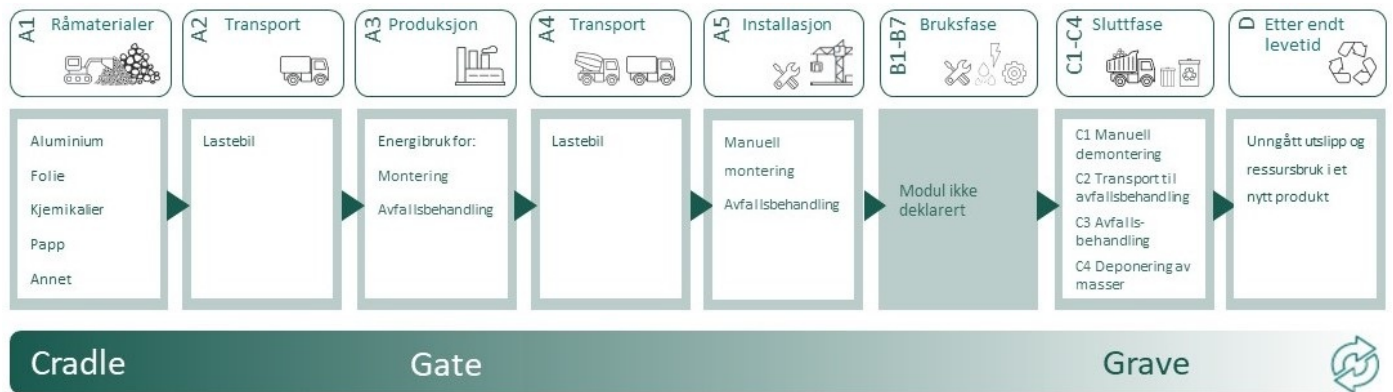 A1 Råmaterialer
A2 Transport
A3 Produksjon
A4 Transport
A5 Installasjon
B1-B7 Bruksfase
C1-C4 Sluttfase
D Etter endt
levetid
Aluminium
Folie
Kjemikalier
Papp
Annet
Lastebil
Energibruk for:
Montering
Avfallsbehandling
Lastebil
Manuell
montering
Avfallsbehandling
Modul ikke
deklarert
C1 Manuell
demontering
C2 Transport til
avfallsbehandling
C3 Avfalls-
behandling
C4 Deponering av
masser
Unngått utslipp og
ressursbruk i et
nytt produkt
Cradle
Gate
Grave